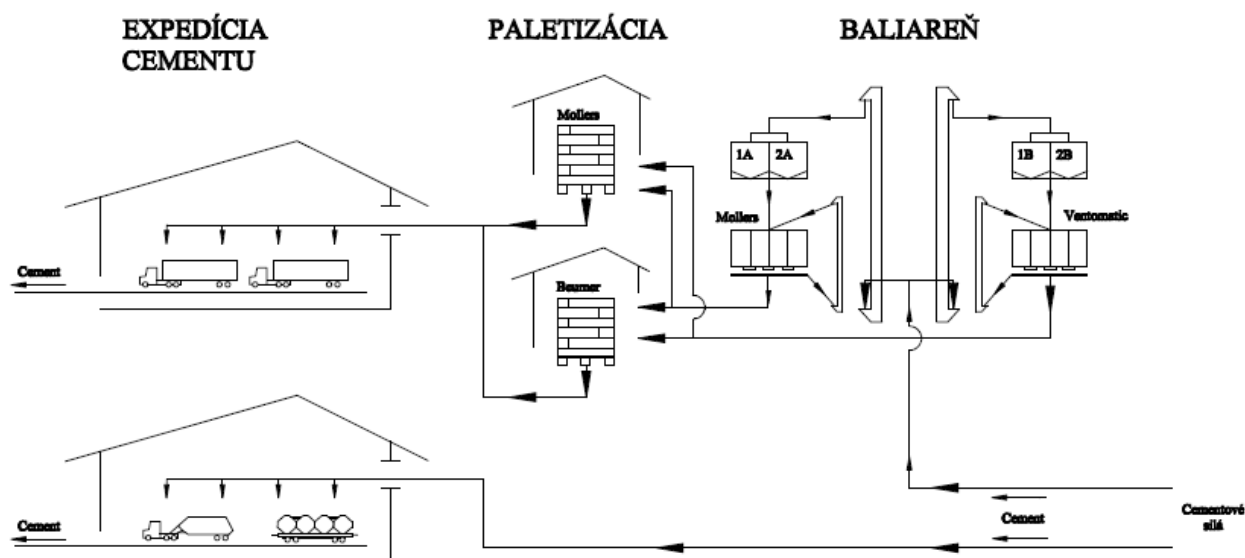 EXPEDÍCIA
CEMENTU
PALETIZÁCIA
BALIAREŇ
Mollers
1A 2A
1B 2B
Mollers
Ventomatic
Cement
Beumer
Cement
Cement
Cementové
silá